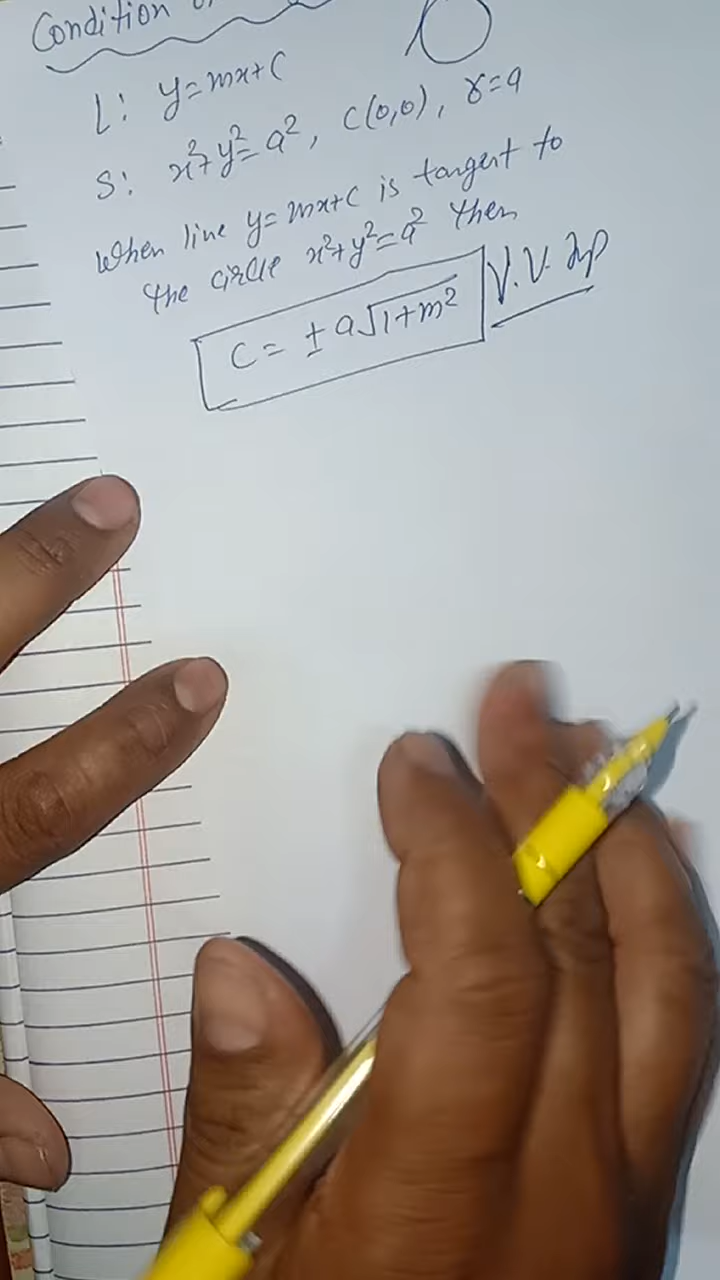 Condition
L: y=mx+c
S: x²+y²=a², C(0,0), r=a
When line y=mx+c is tangent to
the circle x²+y²=a² then
c=±a√1+m² V.V. Imp